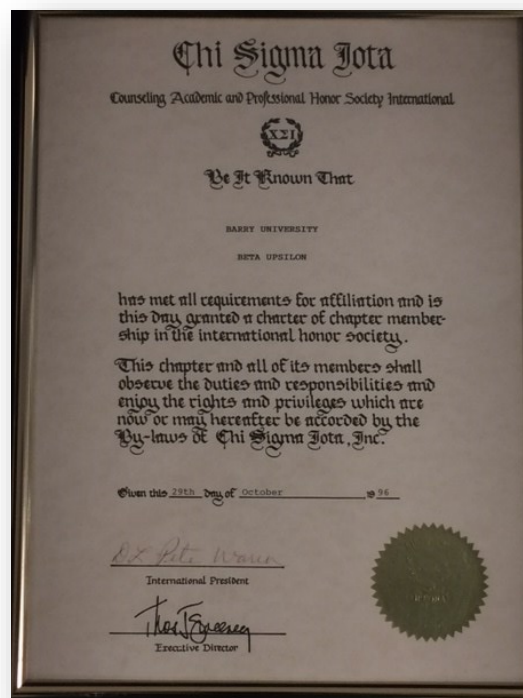 Chi Sigma Iota
Counseling Academic and Professional Honor Society International
ΧΣΙ
Be It Known That
BARRY UNIVERSITY
BETA UPSILON
has met all requirements for affiliation and is
this day granted a charter of chapter member-
ship in the international honor society.
This chapter and all of its members shall
observe the duties and responsibilities and
enjoy the rights and privileges which are
now or may hereafter be accorded by the
By-laws of Chi Sigma Iota, Inc.
Given this 29th Day of October, 19 96
International President
Executive Director